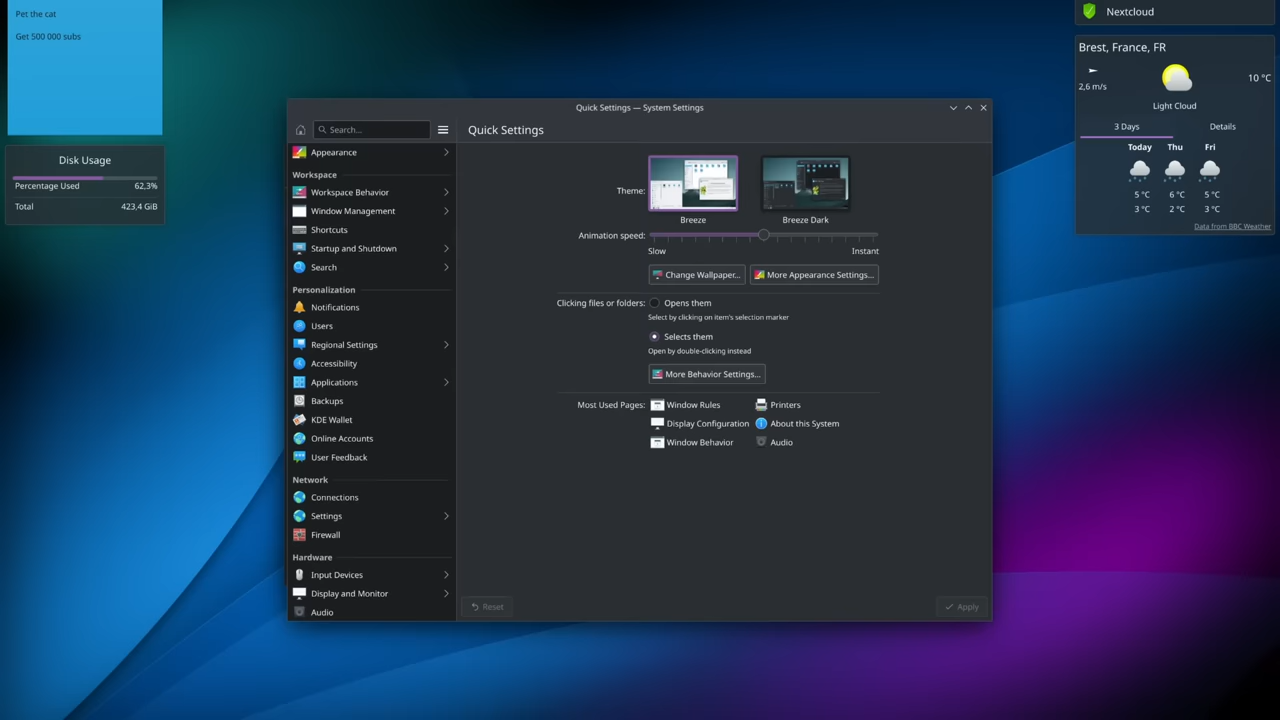 Pet the cat
Get 500 000 subs
Disk Usage
Percentage Used 62,3%
Total 423,4 GiB
Quick Settings — System Settings
Search...
Quick Settings
Appearance
Workspace
Workspace Behavior
Window Management
Shortcuts
Startup and Shutdown
Search
Personalization
Notifications
Users
Regional Settings
Accessibility
Applications
Backups
KDE Wallet
Online Accounts
User Feedback
Network
Connections
Settings
Firewall
Hardware
Input Devices
Display and Monitor
Audio
Theme:
Breeze Breeze Dark
Animation speed:
Slow Instant
Change Wallpaper... More Appearance Settings...
Clicking files or folders: Opens them
Select by clicking on item's selection marker
Selects them
Open by double-clicking instead
More Behavior Settings...
Most Used Pages: Window Rules Printers
Display Configuration About this System
Window Behavior Audio
Reset Apply
Nextcloud
Brest, France, FR
2,6 m/s
10 °C
Light Cloud
3 Days Details
Today Thu Fri
5 °C 6 °C 5 °C
3 °C 2 °C 3 °C
Data from BBC Weather